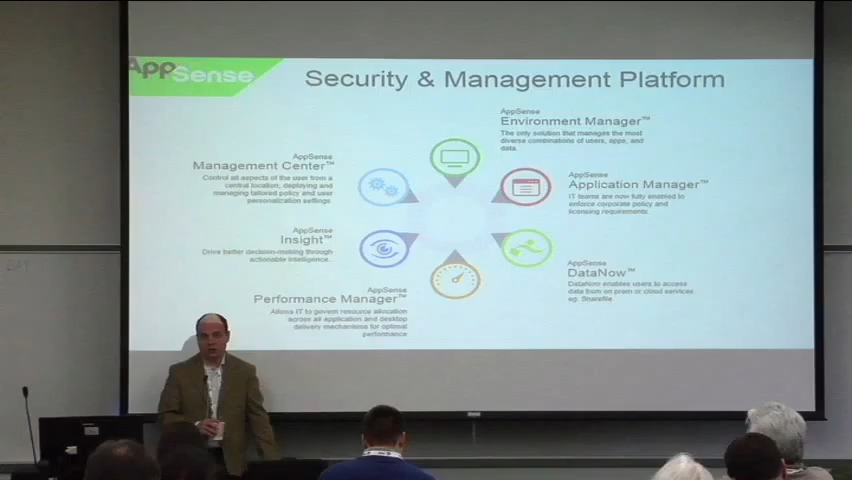 AppSense
Security & Management Platform
AppSense
Environment Manager™
The only solution that manages the most
diverse combinations of users, apps, and
data.
AppSense
Management Center™
Control all aspects of the user from a
central location, deploying and
managing tailored policy and user
personalization settings.
AppSense
Application Manager™
IT teams are now fully enabled to
enforce corporate policy and
licensing requirements.
AppSense
Insight™
Drive better decision-making through
actionable intelligence.
AppSense
DataNow™
DataNow enables users to access
data from on prem or cloud services.
eg. Sharefile
AppSense
Performance Manager™
Allows IT to govern resource allocation
across all application and desktop
delivery mechanisms for optimal
performance